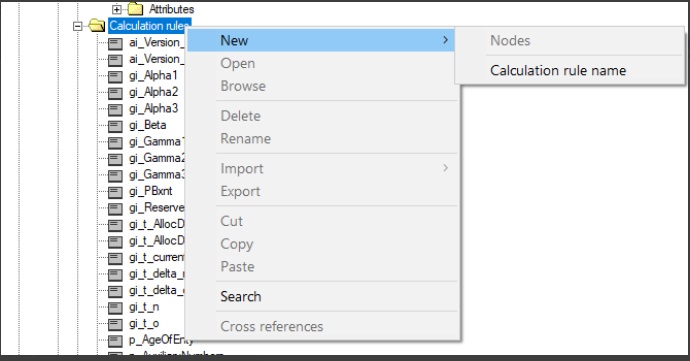 Attributes
Calculation rules
ai_Version_
ai_Version_
gi_Alpha1
gi_Alpha2
gi_Alpha3
gi_Beta
gi_Gamma1
gi_Gamma2
gi_Gamma3
gi_PBxnt
gi_Reserve
gi_t_AllocD
gi_t_AllocD
gi_t_current
gi_t_delta_
gi_t_delta_
gi_t_n
gi_t_o
p_AgeOfEnty
New
Open
Browse
Delete
Rename
Import
Export
Cut
Copy
Paste
Search
Cross references
Nodes
Calculation rule name